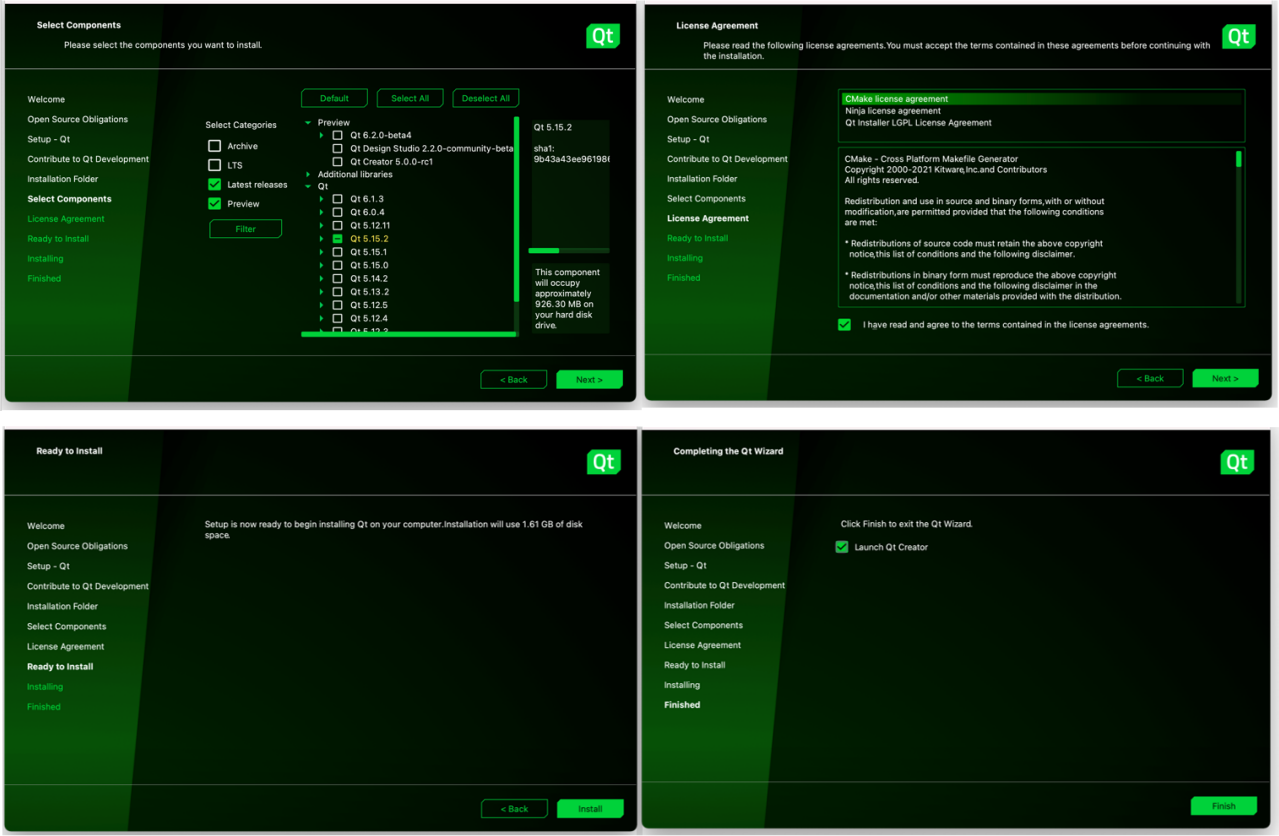 Select Components
Please select the components you want to install.
Qt
Welcome
Open Source Obligations
Setup - Qt
Contribute to Qt Development
Installation Folder
Select Components
License Agreement
Ready to Install
Installing
Finished
Select Categories
Archive
LTS
Latest releases
Preview
Filter
Default
Select All
Deselect All
Preview
Qt 6.2.0-beta4
Qt Design Studio 2.2.0-community-beta
Qt Creator 5.0.0-rc1
Additional libraries
Qt
Qt 6.1.3
Qt 6.0.4
Qt 5.12.11
Qt 5.15.2
Qt 5.15.1
Qt 5.15.0
Qt 5.14.2
Qt 5.13.2
Qt 5.12.5
Qt 5.12.4
Qt 5.12.3
Qt 5.15.2
sha1:
9b43a43ee96198
This component
will occupy
approximately
926.30 MB on
your hard disk
drive.
< Back
Next >
License Agreement
Please read the following license agreements.You must accept the terms contained in these agreements before continuing with
the installation.
Qt
Welcome
Open Source Obligations
Setup - Qt
Contribute to Qt Development
Installation Folder
Select Components
License Agreement
Ready to Install
Installing
Finished
CMake license agreement
Ninja license agreement
Qt Installer LGPL License Agreement
CMake - Cross Platform Makefile Generator
Copyright 2000-2021 Kitware,Inc.and Contributors
All rights reserved.
Redistribution and use in source and binary forms,with or without
modification,are permitted provided that the following conditions
are met:
* Redistributions of source code must retain the above copyright
notice,this list of conditions and the following disclaimer.
* Redistributions in binary form must reproduce the above copyright
notice,this list of conditions and the following disclaimer in the
documentation and/or other materials provided with the distribution.
I have read and agree to the terms contained in the license agreements.
< Back
Next >
Ready to Install
Qt
Welcome
Open Source Obligations
Setup - Qt
Contribute to Qt Development
Installation Folder
Select Components
License Agreement
Ready to Install
Installing
Finished
Setup is now ready to begin installing Qt on your computer.Installation will use 1.61 GB of disk
space.
< Back
Install
Completing the Qt Wizard
Qt
Welcome
Open Source Obligations
Setup - Qt
Contribute to Qt Development
Installation Folder
Select Components
License Agreement
Ready to Install
Installing
Finished
Click Finish to exit the Qt Wizard.
Launch Qt Creator
Finish